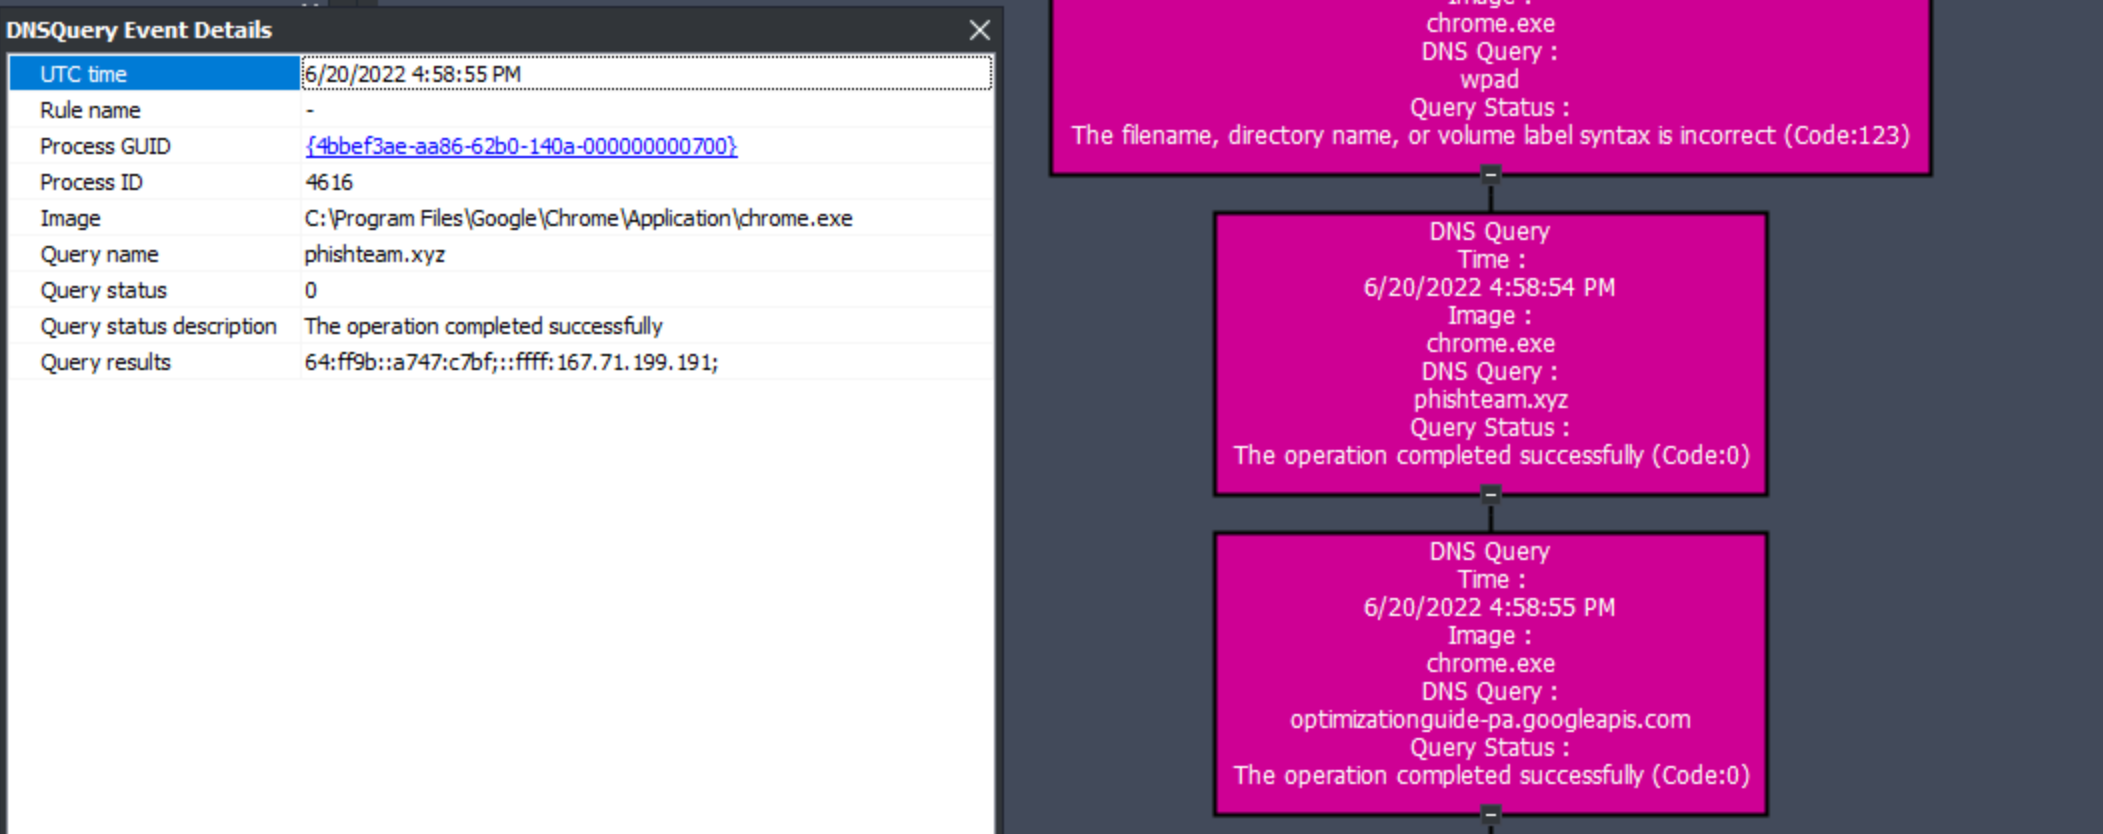 DNSQuery Event Details
UTC time 6/20/2022 4:58:55 PM
Rule name -
Process GUID {4bbef3ae-aa86-62b0-140a-000000000700}
Process ID 4616
Image C:\Program Files\Google\Chrome\Application\chrome.exe
Query name phishteam.xyz
Query status 0
Query status description The operation completed successfully
Query results 64:ff9b::a747:c7bf;::ffff:167.71.199.191;
Image :
chrome.exe
DNS Query :
wpad
Query Status :
The filename, directory name, or volume label syntax is incorrect (Code:123)
DNS Query
Time :
6/20/2022 4:58:54 PM
Image :
chrome.exe
DNS Query :
phishteam.xyz
Query Status :
The operation completed successfully (Code:0)
DNS Query
Time :
6/20/2022 4:58:55 PM
Image :
chrome.exe
DNS Query :
optimizationguide-pa.googleapis.com
Query Status :
The operation completed successfully (Code:0)